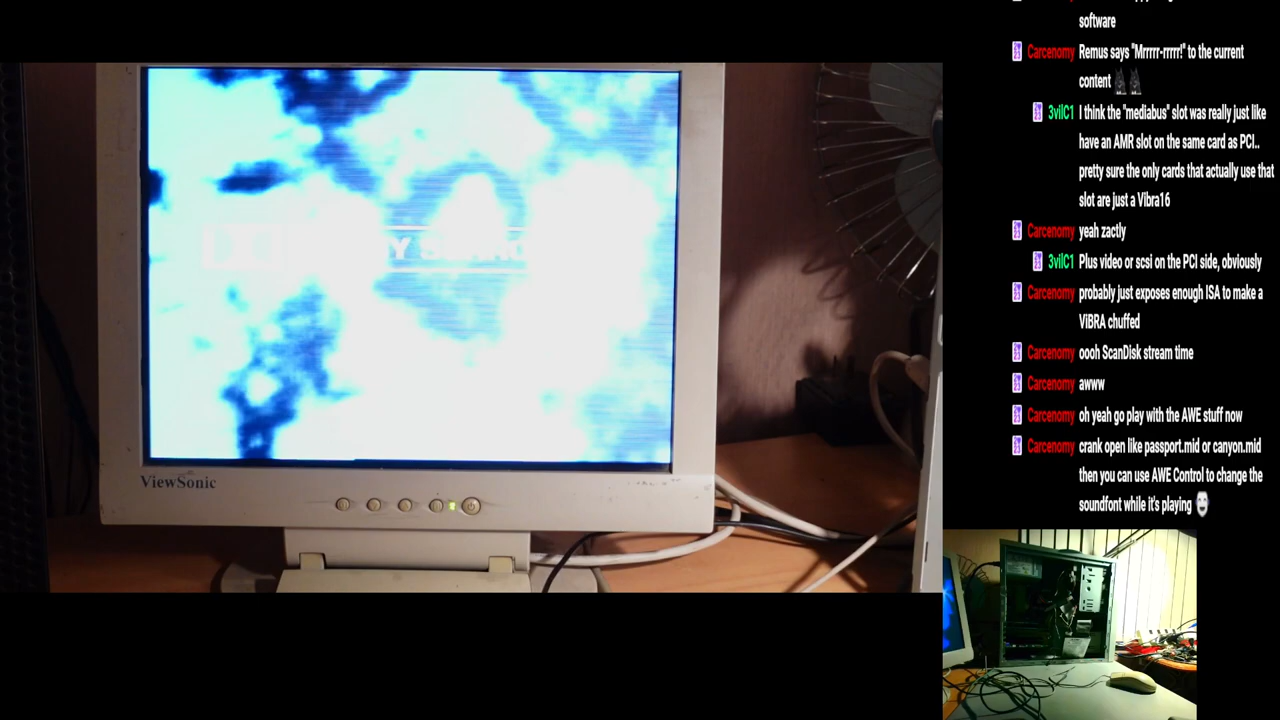 software
Carcenomy Remus says "Mrrrrr-rrrrr!" to the current
content
3vilC1 I think the "mediabus" slot was really just like
have an AMR slot on the same card as PCI..
pretty sure the only cards that actually use that
slot are just a Vibra16
Carcenomy yeah zactly
3vilC1 Plus video or scsi on the PCI side, obviously
Carcenomy probably just exposes enough ISA to make a
ViBRA chuffed
Carcenomy oooh ScanDisk stream time
Carcenomy awww
Carcenomy oh yeah go play with the AWE stuff now
Carcenomy crank open like passport.mid or canyon.mid
then you can use AWE Control to change the
soundfont while it's playing
ViewSonic